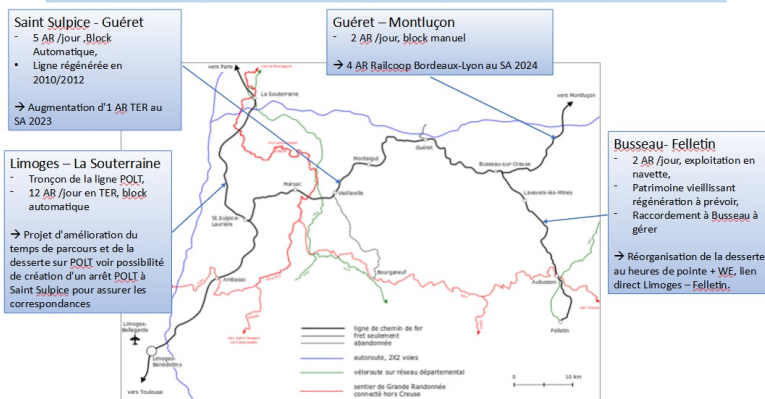 Saint Sulpice - Guéret
- 5 AR /jour ,Block
Automatique,
• Ligne régénérée en
2010/2012
→ Augmentation d'1 AR TER au
SA 2023
Guéret – Montluçon
- 2 AR /jour, block manuel
→ 4 AR Railcoop Bordeaux-Lyon au SA 2024
Limoges – La Souterraine
- Tronçon de la ligne POLT,
- 12 AR /jour en TER, block
automatique
→ Projet d'amélioration du
temps de parcours et de la
desserte sur POLT voir possibilité
de création d'un arrêt POLT à
Saint Sulpice pour assurer les
correspondances
Busseau- Felletin
- 2 AR /jour, exploitation en
navette,
- Patrimoine vieillissant
régénération à prévoir,
- Raccordement à Busseau à
gérer
→ Réorganisation de la desserte
au heures de pointe + WE, lien
direct Limoges – Felletin.
vers Paris
La Souterraine
vers Montluçon
Guéret
Montaigut
Busseau-sur-Creuse
Marsac
Vieilleville
Lavaveix-les-Mines
St.Sulpice-
Laurière
Bourganeuf
Ambazac
Aubusson
Felletin
Limoges-
Bellegarde
Limoges-
Bénédictins
vers Toulouse
ligne de chemin de fer
fret seulement
abandonnée
autoroute, 2X2 voies
véloroute sur réseau départemental
sentier de Grande Randonnée
connecté hors Creuse
0 10 km